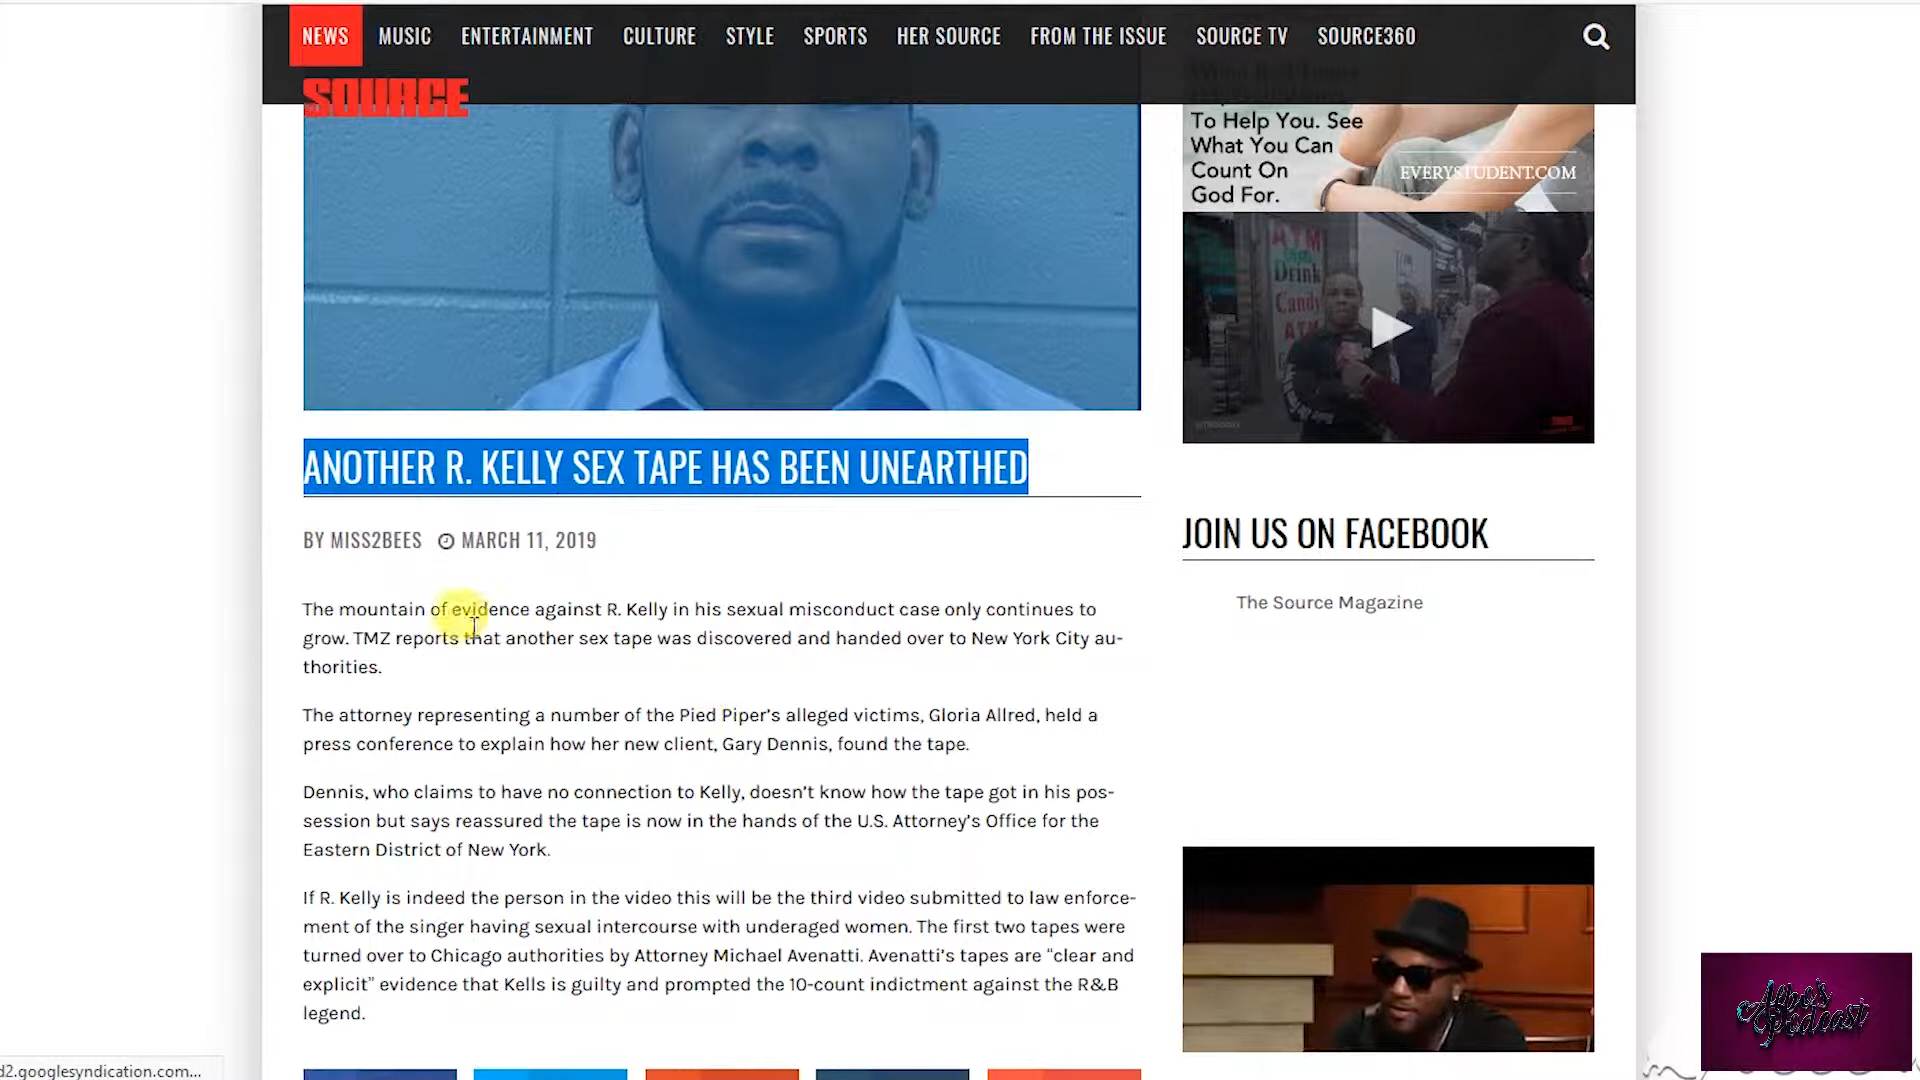 NEWS MUSIC ENTERTAINMENT CULTURE STYLE SPORTS HER SOURCE FROM THE ISSUE SOURCE TV SOURCE360
SOURCE
To Help You. See
What You Can
Count On
God For.
EVERYSTUDENT.COM
Drink
Candy
ATM
ANOTHER R. KELLY SEX TAPE HAS BEEN UNEARTHED
BY MISS2BEES MARCH 11, 2019
The mountain of evidence against R. Kelly in his sexual misconduct case only continues to
grow. TMZ reports that another sex tape was discovered and handed over to New York City au-
thorities.
The attorney representing a number of the Pied Piper’s alleged victims, Gloria Allred, held a
press conference to explain how her new client, Gary Dennis, found the tape.
Dennis, who claims to have no connection to Kelly, doesn’t know how the tape got in his pos-
session but says reassured the tape is now in the hands of the U.S. Attorney’s Office for the
Eastern District of New York.
If R. Kelly is indeed the person in the video this will be the third video submitted to law enforce-
ment of the singer having sexual intercourse with underaged women. The first two tapes were
turned over to Chicago authorities by Attorney Michael Avenatti. Avenatti’s tapes are “clear and
explicit” evidence that Kells is guilty and prompted the 10-count indictment against the R&B
legend.
JOIN US ON FACEBOOK
The Source Magazine
Afro's
Podcast
d2.googlesyndication.com...